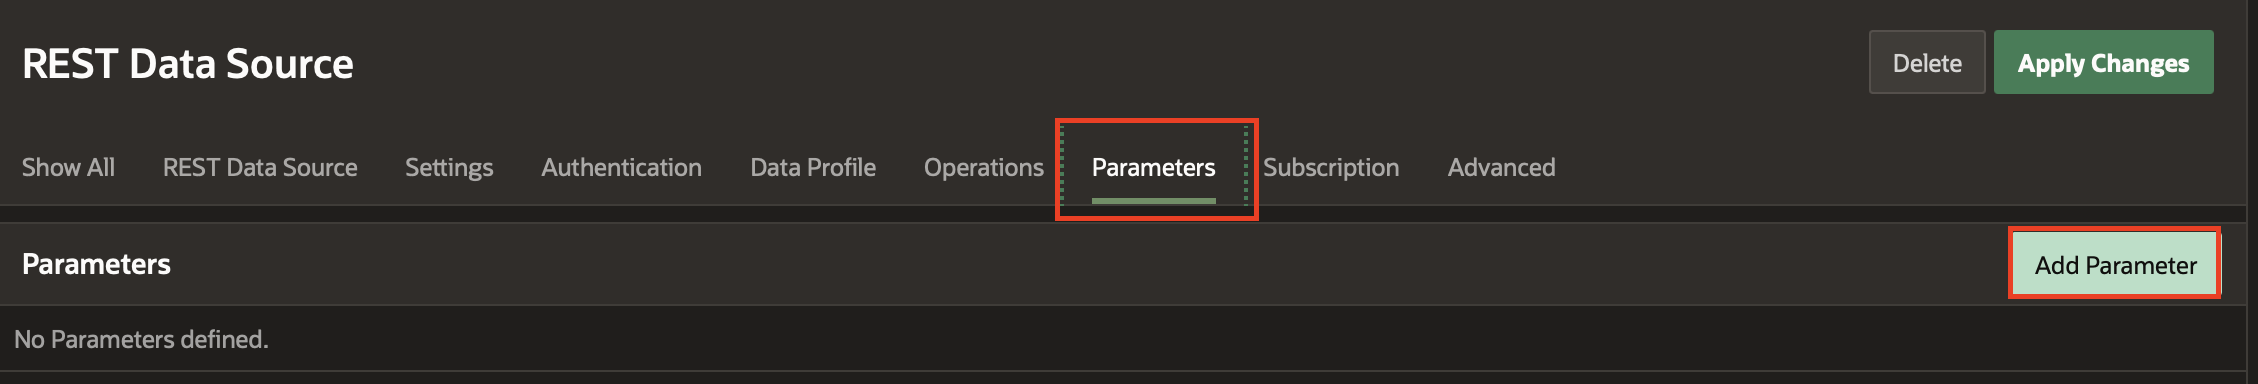 REST Data Source
Delete
Apply Changes
Show All
REST Data Source
Settings
Authentication
Data Profile
Operations
Parameters
Subscription
Advanced
Parameters
Add Parameter
No Parameters defined.